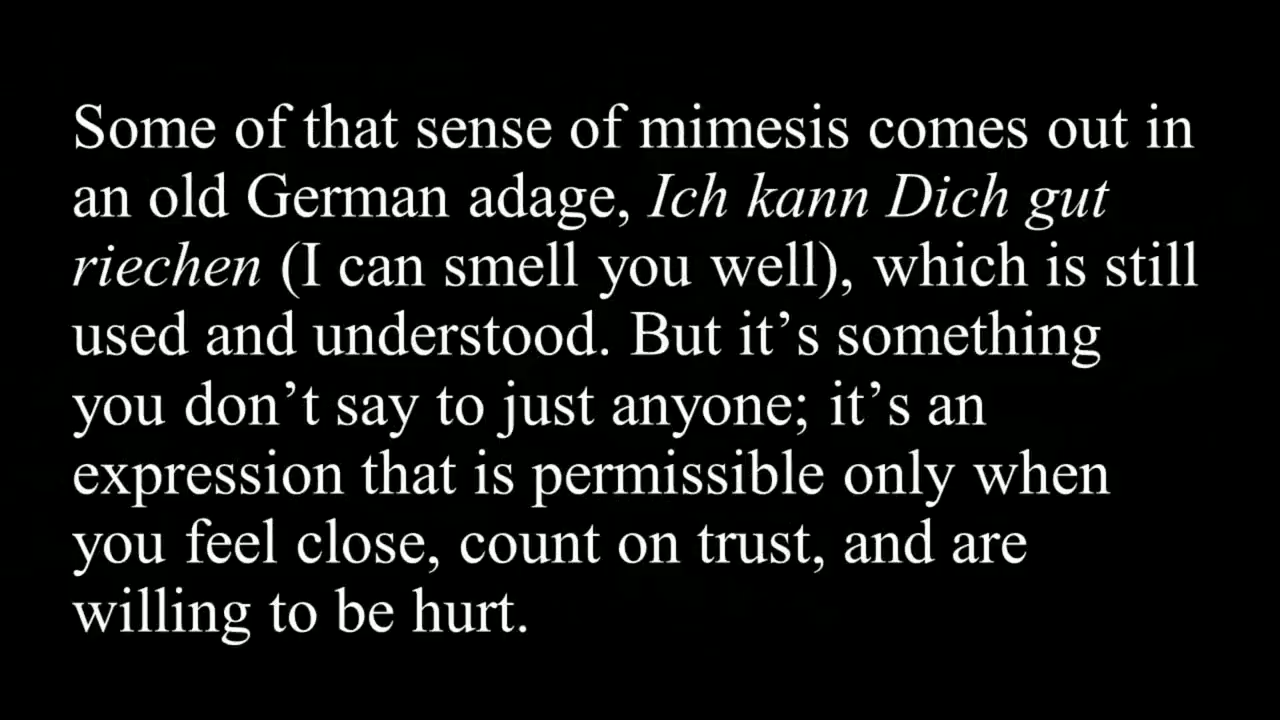 Some of that sense of mimesis comes out in
an old German adage, Ich kann Dich gut
riechen (I can smell you well), which is still
used and understood. But it’s something
you don’t say to just anyone; it’s an
expression that is permissible only when
you feel close, count on trust, and are
willing to be hurt.